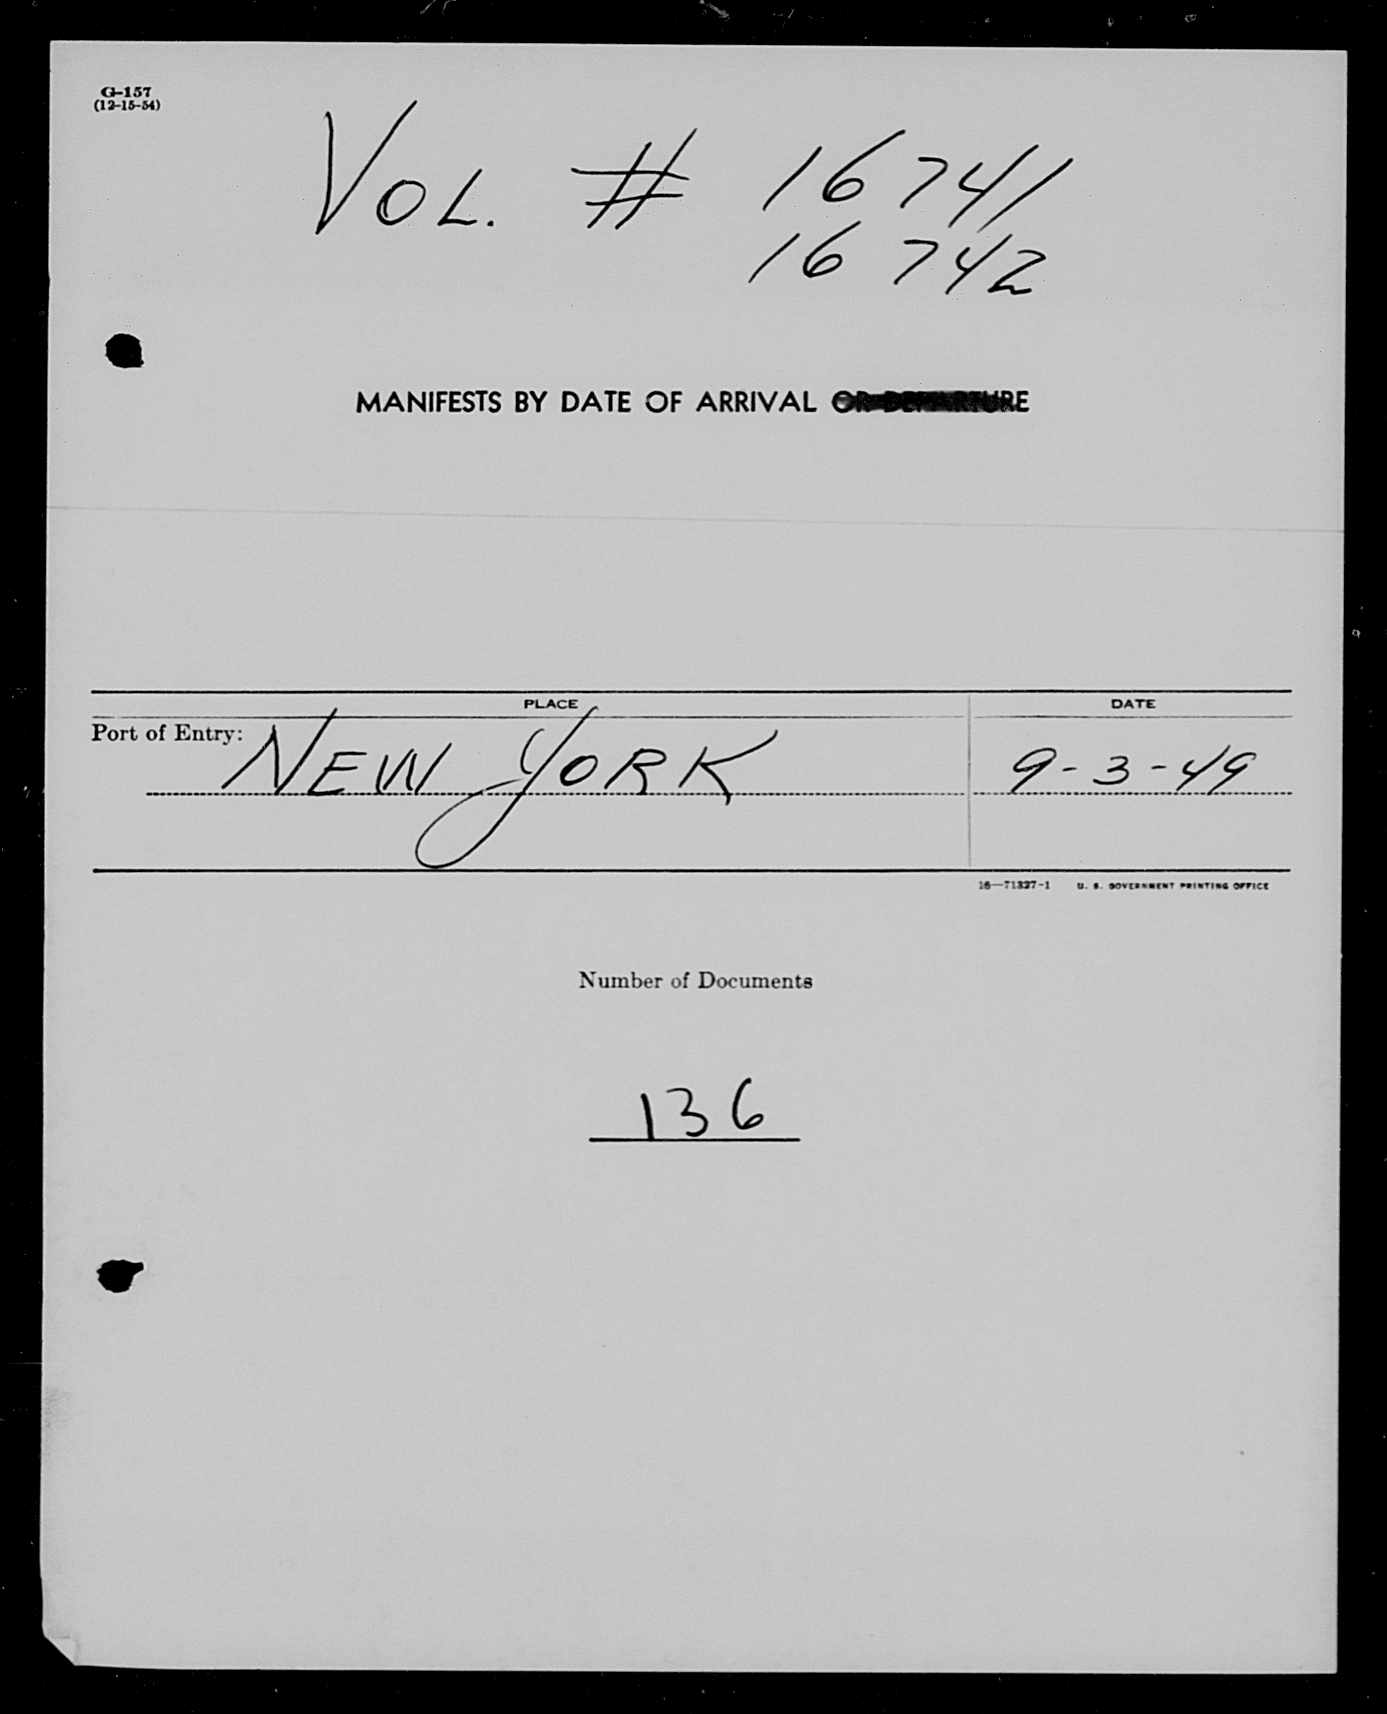 G-157
(12-15-54)
VOL. # 16741
16742
MANIFESTS BY DATE OF ARRIVAL OR DEPARTURE
PLACE DATE
Port of Entry: NEW YORK 9-3-49
16—71327-1 U. S. GOVERNMENT PRINTING OFFICE
Number of Documents
136